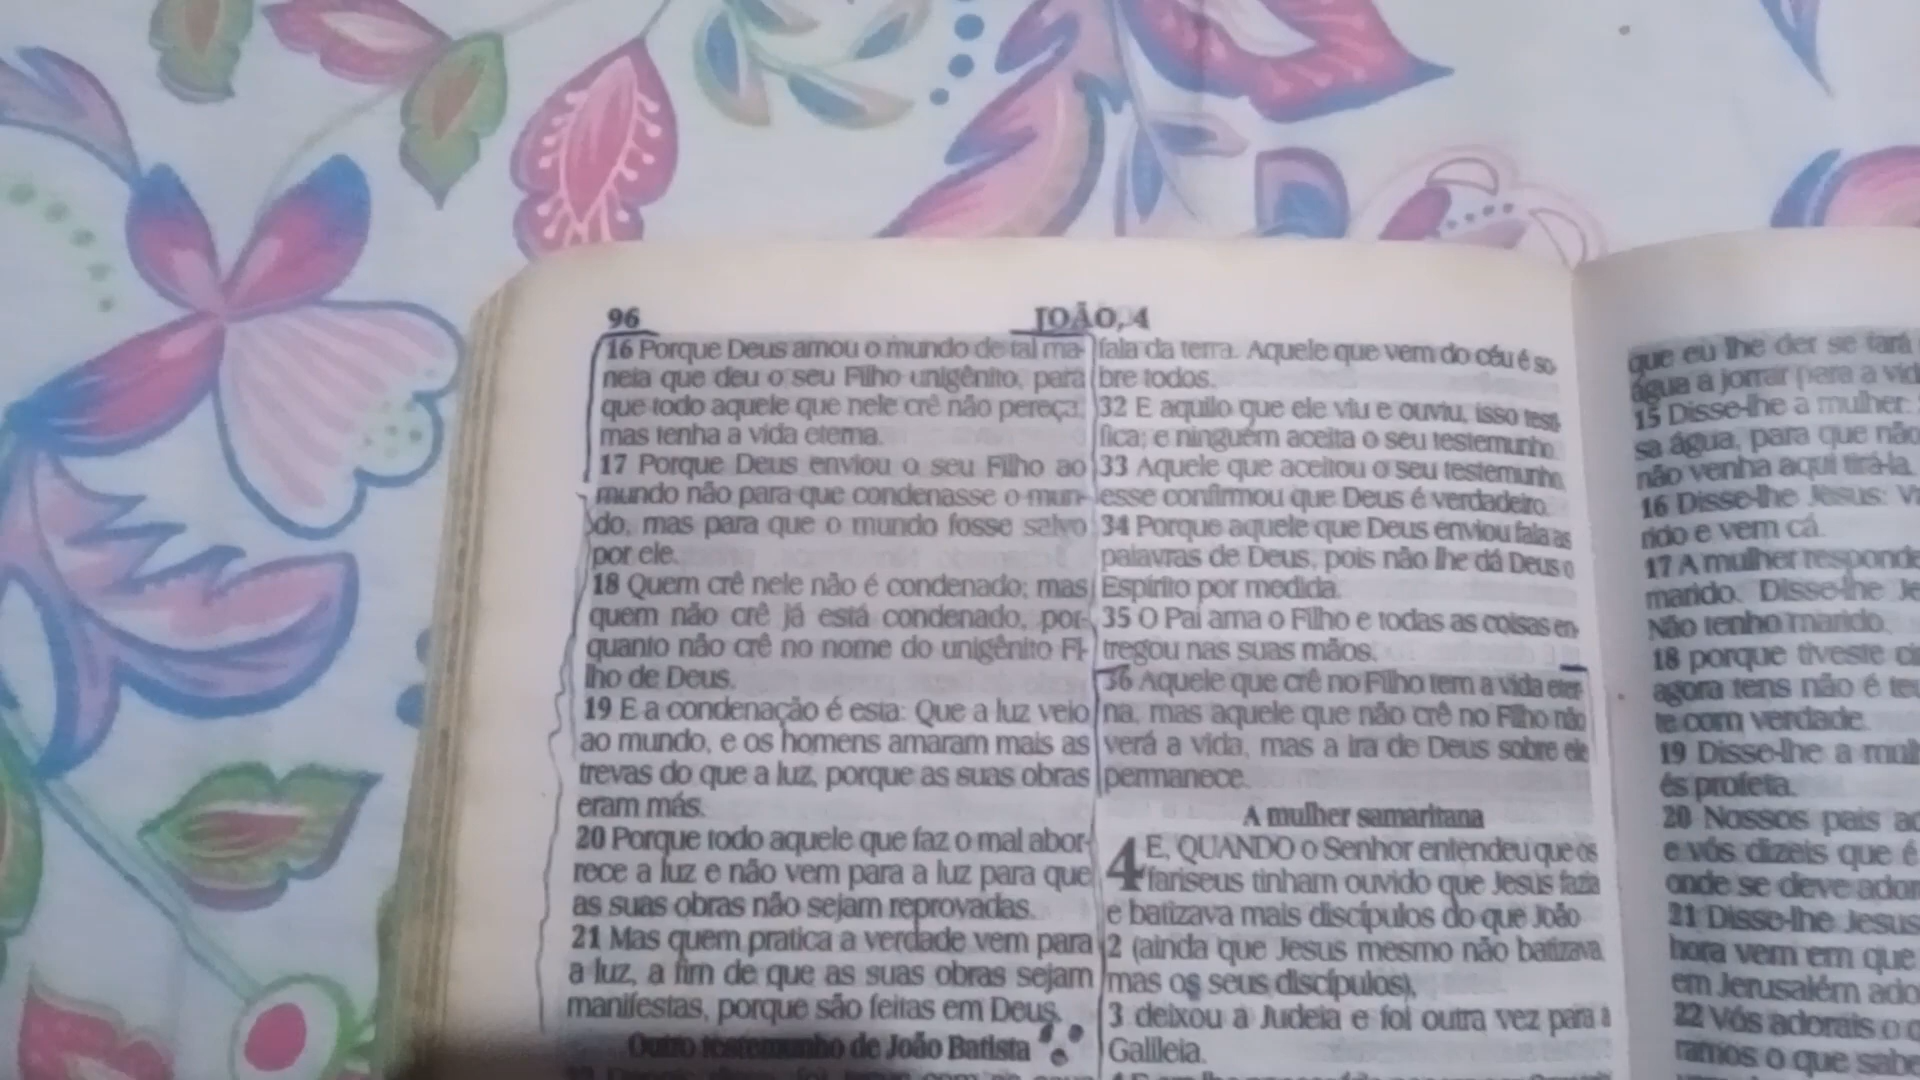 96
JOÃO, 4
16 Porque Deus amou o mundo de tal ma-
neia que deu o seu Filho unigênito, para
que todo aquele que nele crê não pereça,
mas tenha a vida eterna.
17 Porque Deus enviou o seu Filho ao
mundo não para que condenasse o mun-
do, mas para que o mundo fosse salvo
por ele.
18 Quem crê nele não é condenado; mas
quem não crê já está condenado, por-
quanto não crê no nome do unigênito Fi-
lho de Deus.
19 E a condenação é esta: Que a luz veio
ao mundo, e os homens amaram mais as
trevas do que a luz, porque as suas obras
eram más.
20 Porque todo aquele que faz o mal abor-
rece a luz e não vem para a luz para que
as suas obras não sejam reprovadas.
21 Mas quem pratica a verdade vem para
a luz, a fim de que as suas obras sejam
manifestas, porque são feitas em Deus.
Outro testemunho de João Batista
fala da terra. Aquele que vem do céu é so-
bre todos.
32 E aquilo que ele viu e ouviu, isso testi-
fica; e ninguém aceita o seu testemunho.
33 Aquele que aceitou o seu testemunho,
esse confirmou que Deus é verdadeiro.
34 Porque aquele que Deus enviou fala as
palavras de Deus, pois não lhe dá Deus o
Espírito por medida.
35 O Pai ama o Filho e todas as coisas en-
tregou nas suas mãos.
36 Aquele que crê no Filho tem a vida eter-
na, mas aquele que não crê no Filho não
verá a vida, mas a ira de Deus sobre ele
permanece.
A mulher samaritana
4 E, QUANDO o Senhor entendeu que os
fariseus tinham ouvido que Jesus fazia
e batizava mais discípulos do que João
2 (ainda que Jesus mesmo não batizava,
mas os seus discípulos),
3 deixou a Judeia e foi outra vez para a
Galileia.
que eu lhe der se fará
água a jorrar para a vid
15 Disse-lhe a mulher:
sa água, para que não
não venha aqui tirá-la.
16 Disse-lhe Jesus: V
rido e vem cá.
17 A mulher responde
marido. Disse-lhe Je
Não tenho marido,
18 porque tiveste ci
agora tens não é teu
te com verdade.
19 Disse-lhe a mul
és profeta.
20 Nossos pais ad
e vós dizeis que é
onde se deve ador
21 Disse-lhe Jesus
hora vem em que
em Jerusalém ado
22 Vós adorais o q
ramos o que sabe